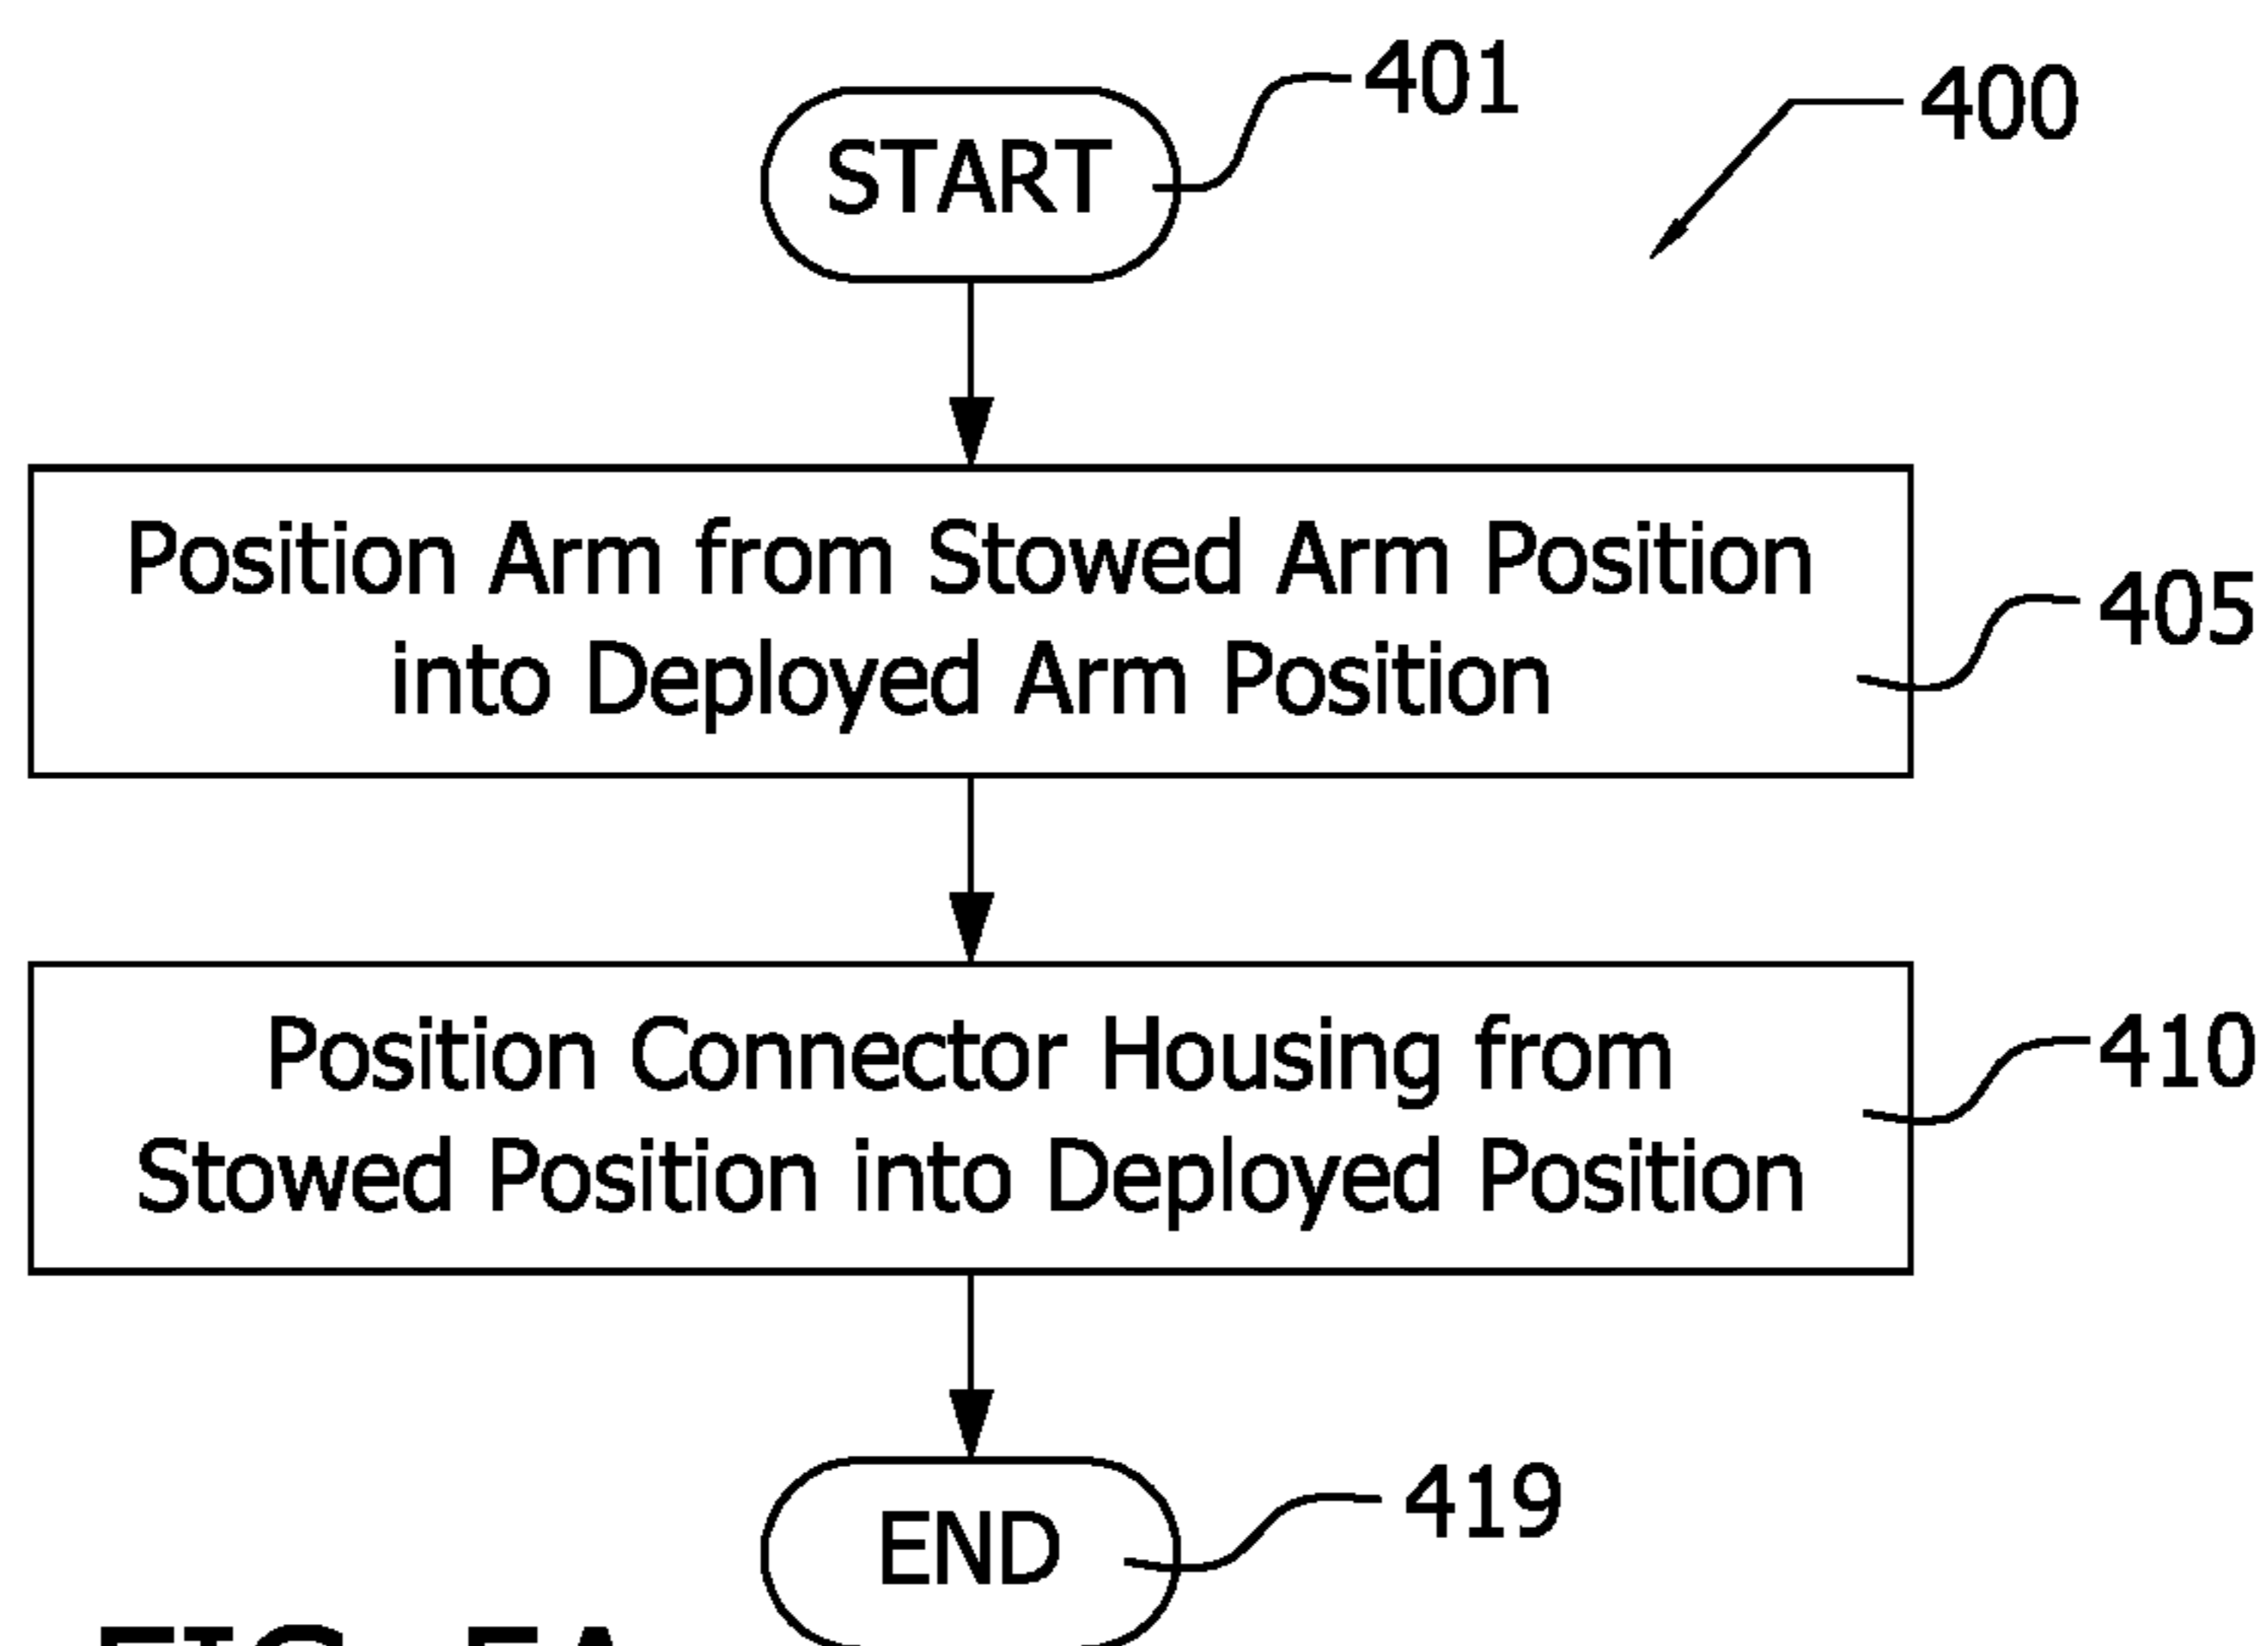 START
401
400
Position Arm from Stowed Arm Position
into Deployed Arm Position
405
Position Connector Housing from
Stowed Position into Deployed Position
410
END
419